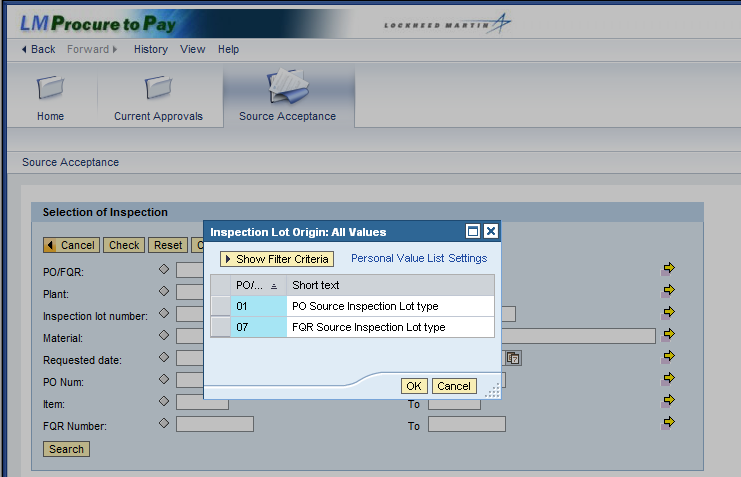 LM Procure to Pay
LOCKHEED MARTIN
Back Forward History View Help
Home Current Approvals Source Acceptance
Source Acceptance
Selection of Inspection
Inspection Lot Origin: All Values
Cancel Check Reset
Show Filter Criteria Personal Value List Settings
PO/FQR:
PO/... Short text
Plant:
01 PO Source Inspection Lot type
Inspection lot number:
07 FQR Source Inspection Lot type
Material:
Requested date:
PO Num:
OK Cancel
Item: To
FQR Number: To
Search